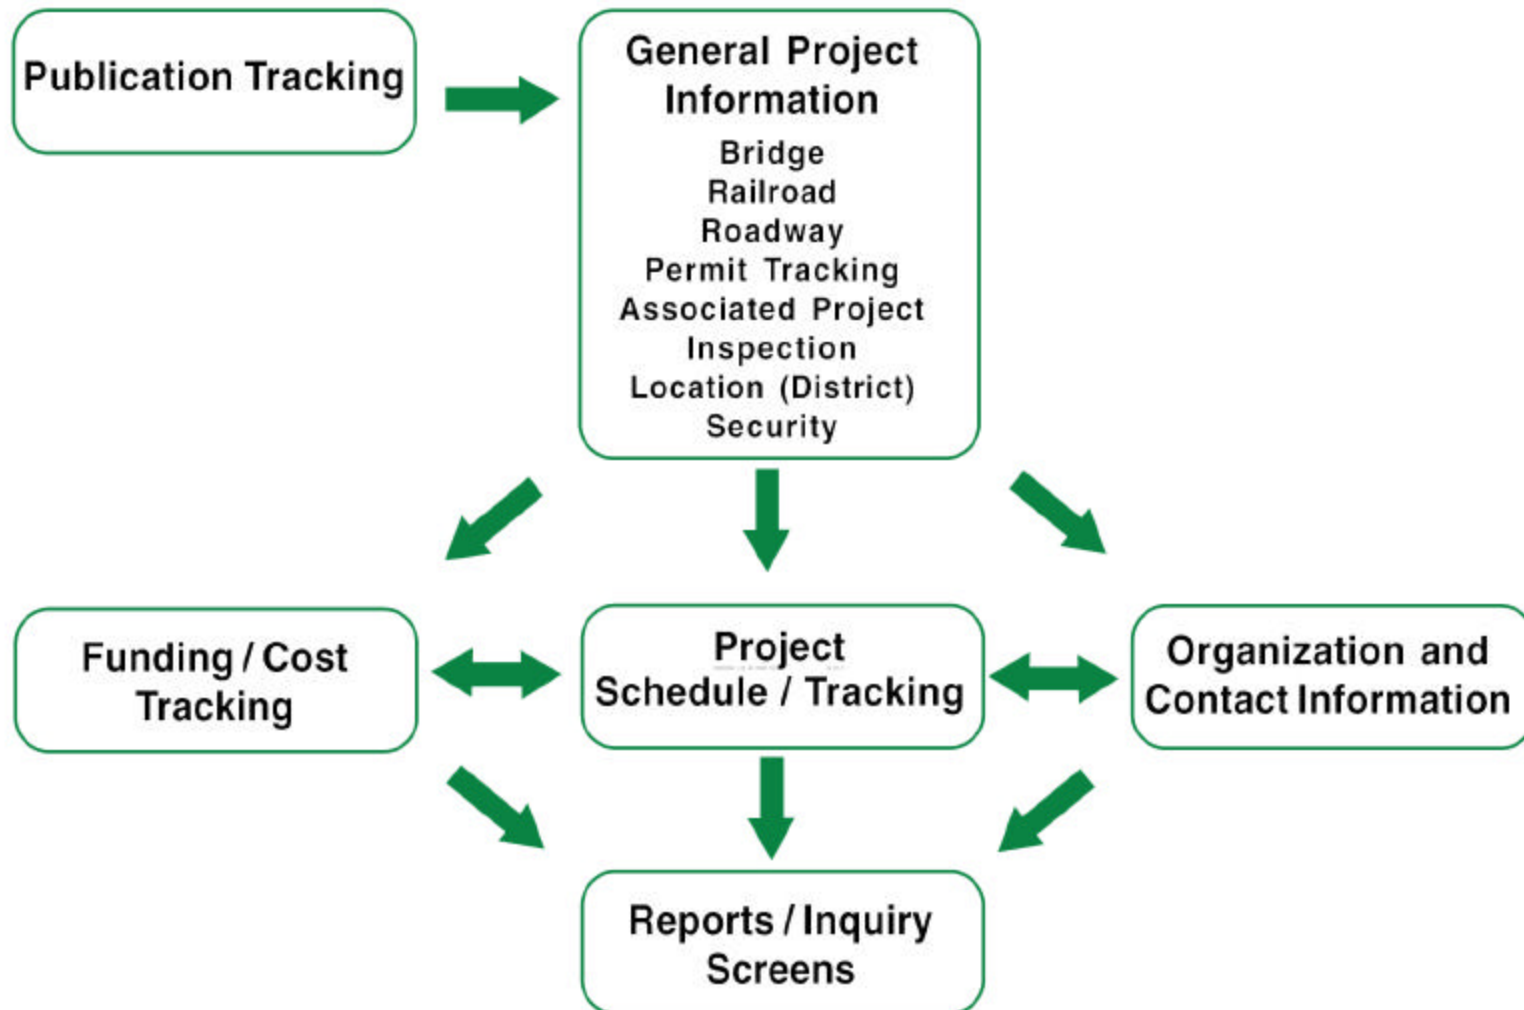 Publication Tracking
General Project
Information
Bridge
Railroad
Roadway
Permit Tracking
Associated Project
Inspection
Location (District)
Security
Funding / Cost
Tracking
Project
Schedule / Tracking
Organization and
Contact Information
Reports / Inquiry
Screens